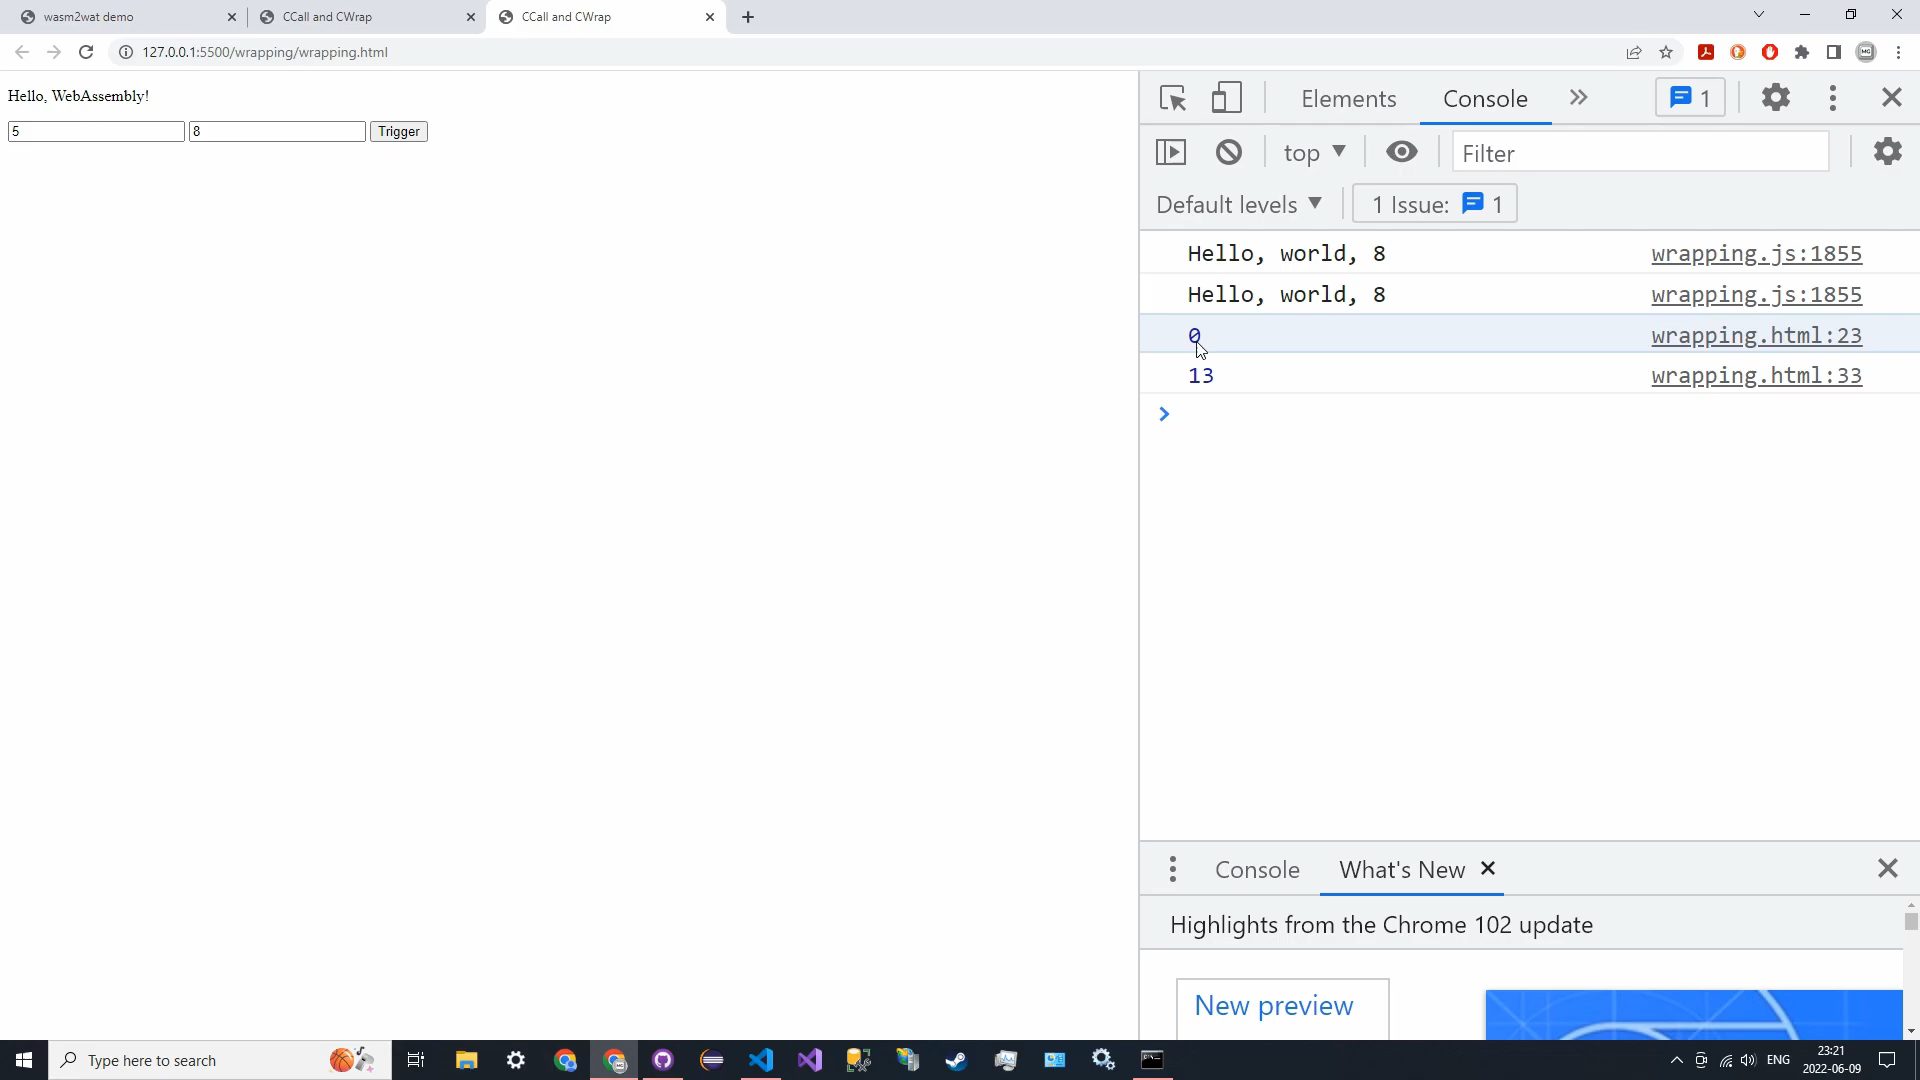 wasm2wat demo
CCall and CWrap
CCall and CWrap
127.0.0.1:5500/wrapping/wrapping.html
Hello, WebAssembly!
5
8
Trigger
Elements
Console
1
top
Filter
Default levels
1 Issue: 1
Hello, world, 8
wrapping.js:1855
Hello, world, 8
wrapping.js:1855
0
wrapping.html:23
13
wrapping.html:33
Console
What's New
Highlights from the Chrome 102 update
New preview
Type here to search
ENG
23:21
2022-06-09